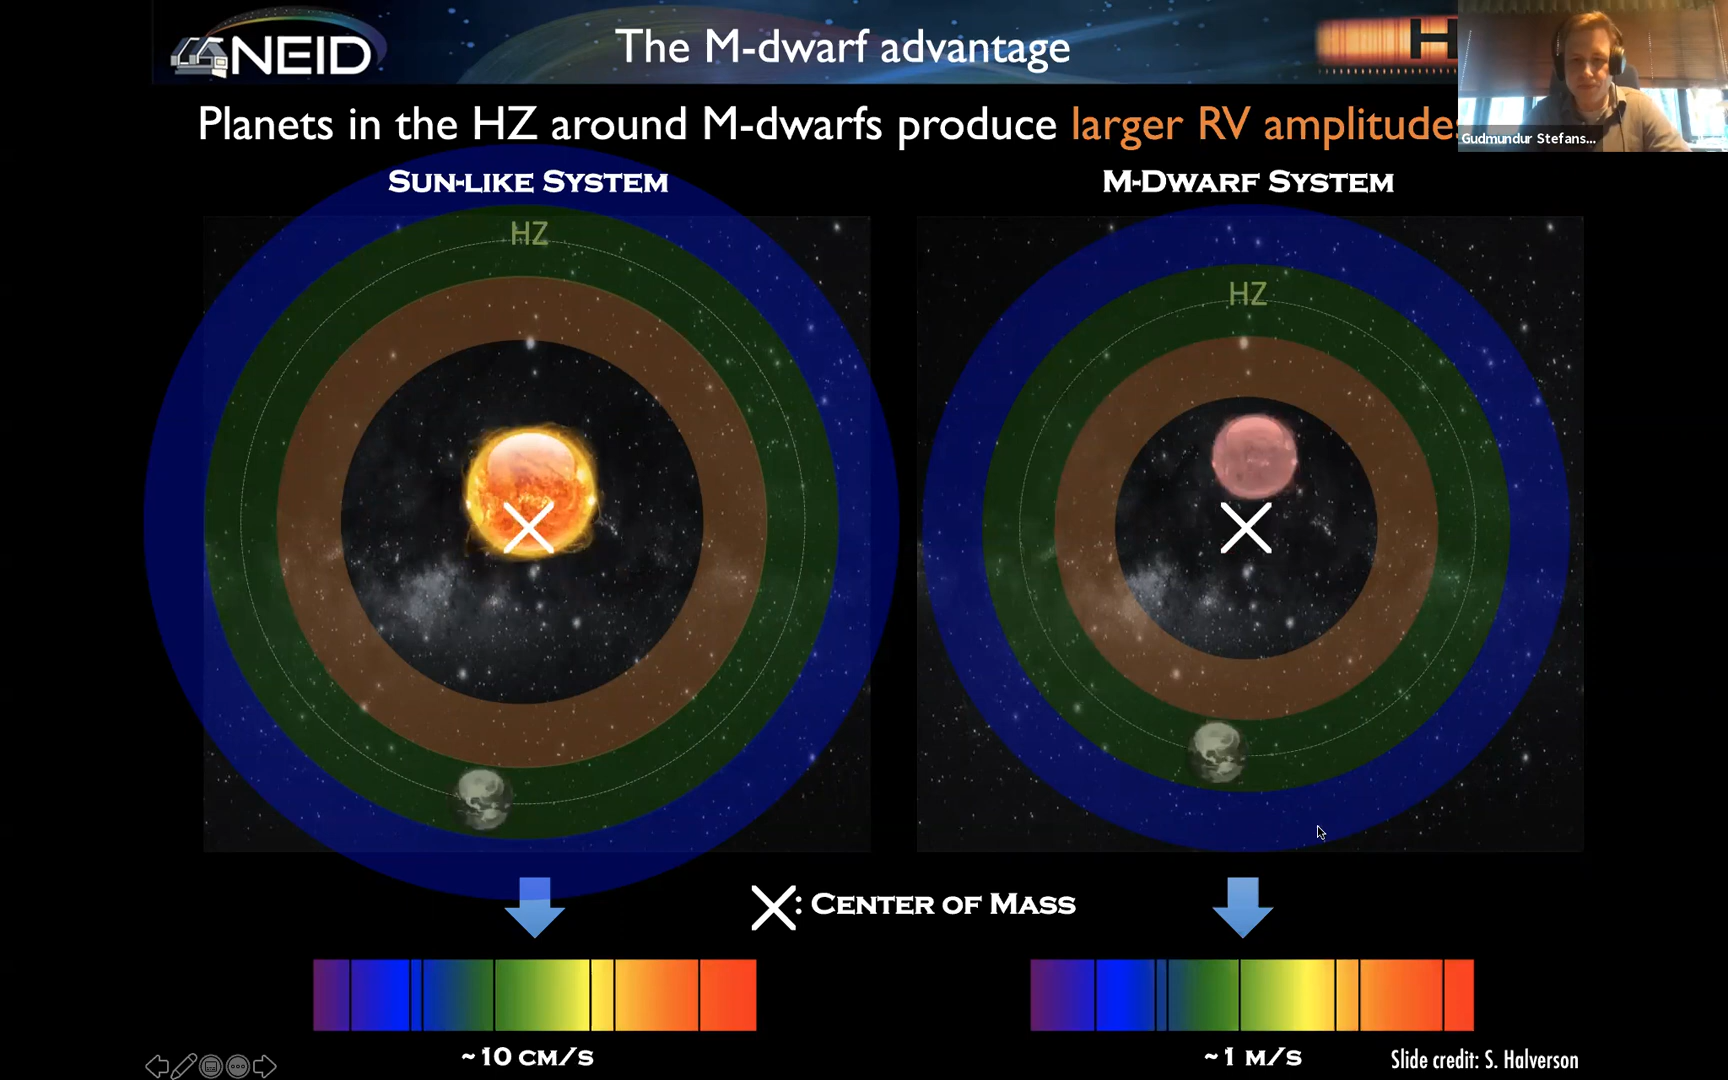 NEID
The M-dwarf advantage
H
Planets in the HZ around M-dwarfs produce larger RV amplitudes
Gudmundur Stefans...
SUN-LIKE SYSTEM
M-DWARF SYSTEM
HZ
HZ
X: CENTER OF MASS
~10 CM/S
~1 M/S
Slide credit: S. Halverson